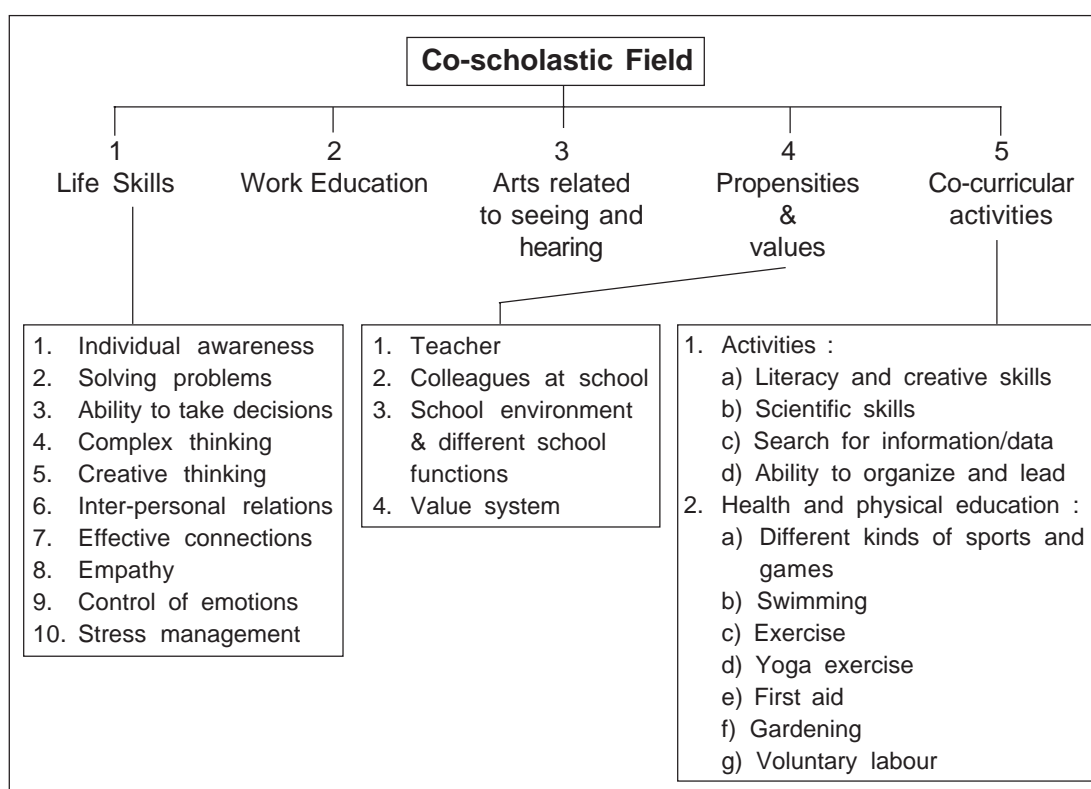 Co-scholastic Field
1
Life Skills
2
Work Education
3
Arts related
to seeing and
hearing
4
Propensities
&
values
5
Co-curricular
activities
1. Individual awareness
2. Solving problems
3. Ability to take decisions
4. Complex thinking
5. Creative thinking
6. Inter-personal relations
7. Effective connections
8. Empathy
9. Control of emotions
10. Stress management
1. Teacher
2. Colleagues at school
3. School environment
& different school
functions
4. Value system
1. Activities :
a) Literacy and creative skills
b) Scientific skills
c) Search for information/data
d) Ability to organize and lead
2. Health and physical education :
a) Different kinds of sports and
games
b) Swimming
c) Exercise
d) Yoga exercise
e) First aid
f) Gardening
g) Voluntary labour